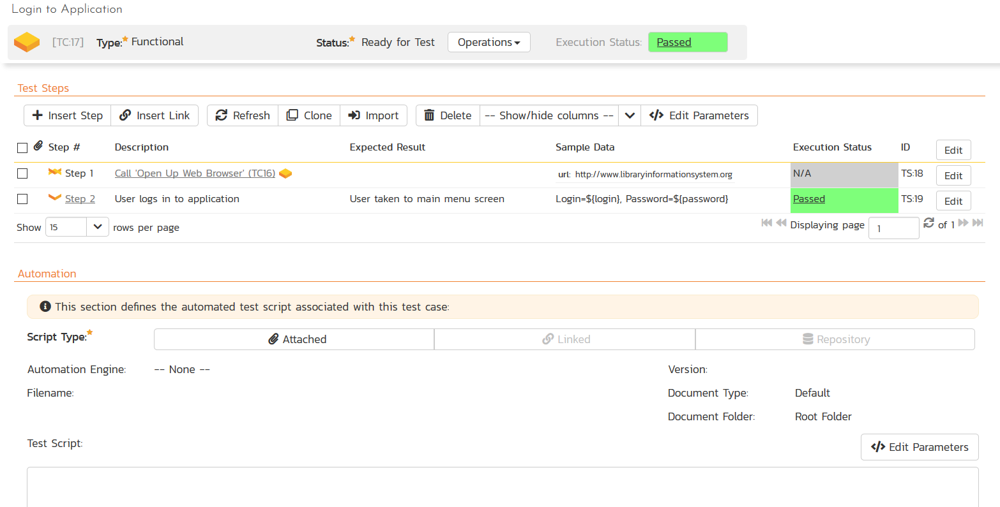 Login to Application
[TC:17] Type: Functional Status: Ready for Test Operations Execution Status: Passed
Test Steps
Insert Step Insert Link Refresh Clone Import Delete -- Show/hide columns -- Edit Parameters
Step # Description Expected Result Sample Data Execution Status ID Edit
Step 1 Call 'Open Up Web Browser' (TC16) url: http://www.libraryinformationsystem.org N/A TS:18 Edit
Step 2 User logs in to application User taken to main menu screen Login=${login}, Password=${password} Passed TS:19 Edit
Show 15 rows per page Displaying page 1 of 1
Automation
This section defines the automated test script associated with this test case:
Script Type: Attached Linked Repository
Automation Engine: -- None -- Version:
Filename: Document Type: Default
Document Folder: Root Folder
Test Script: Edit Parameters